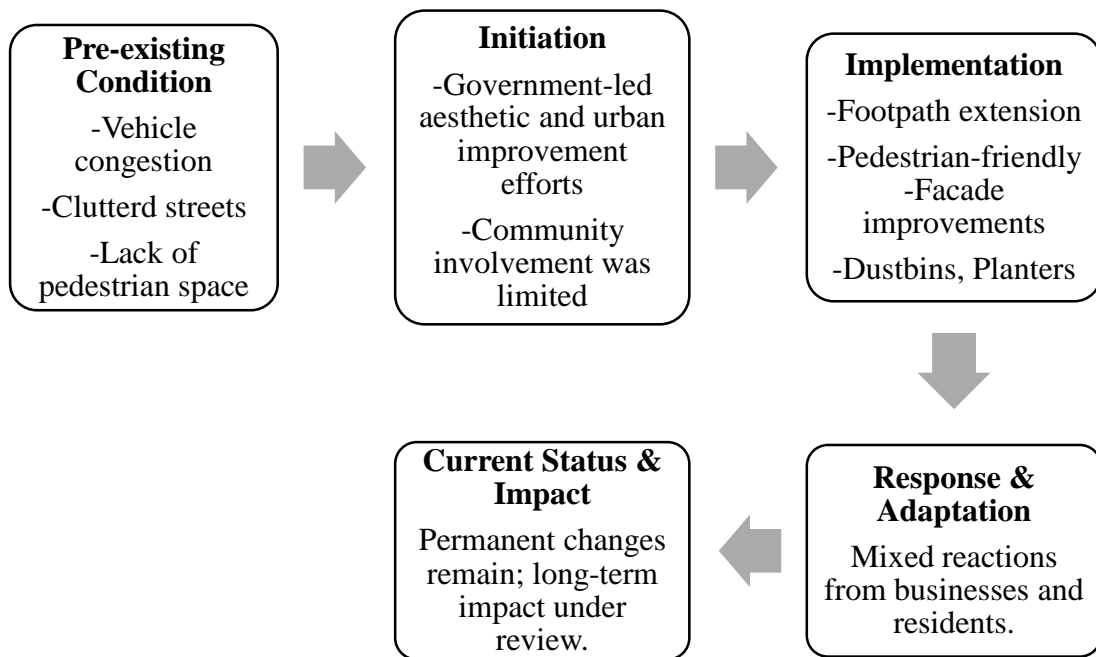 Pre-existing
Condition
-Vehicle
congestion
-Clutterd streets
-Lack of
pedestrian space
Initiation
-Government-led
aesthetic and urban
improvement
efforts
-Community
involvement was
limited
Implementation
-Footpath extension
-Pedestrian-friendly
-Facade
improvements
-Dustbins, Planters
Response &
Adaptation
Mixed reactions
from businesses and
residents.
Current Status &
Impact
Permanent changes
remain; long-term
impact under
review.